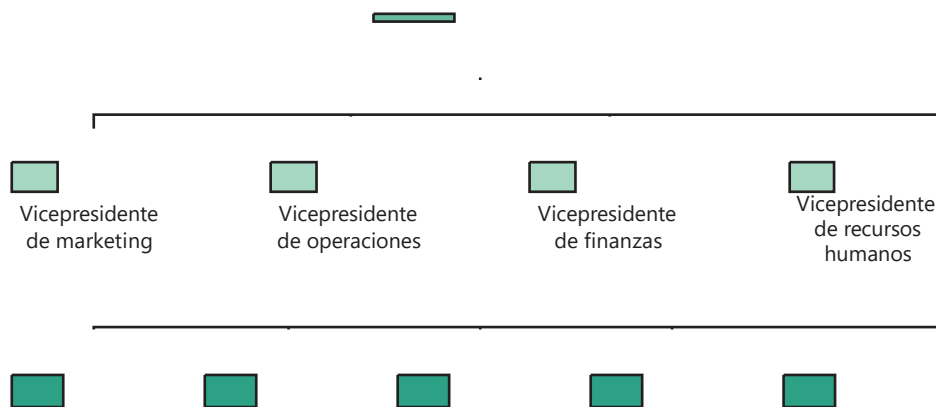 Vicepresidente
de marketing
Vicepresidente
de operaciones
Vicepresidente
de finanzas
Vicepresidente
de recursos
humanos